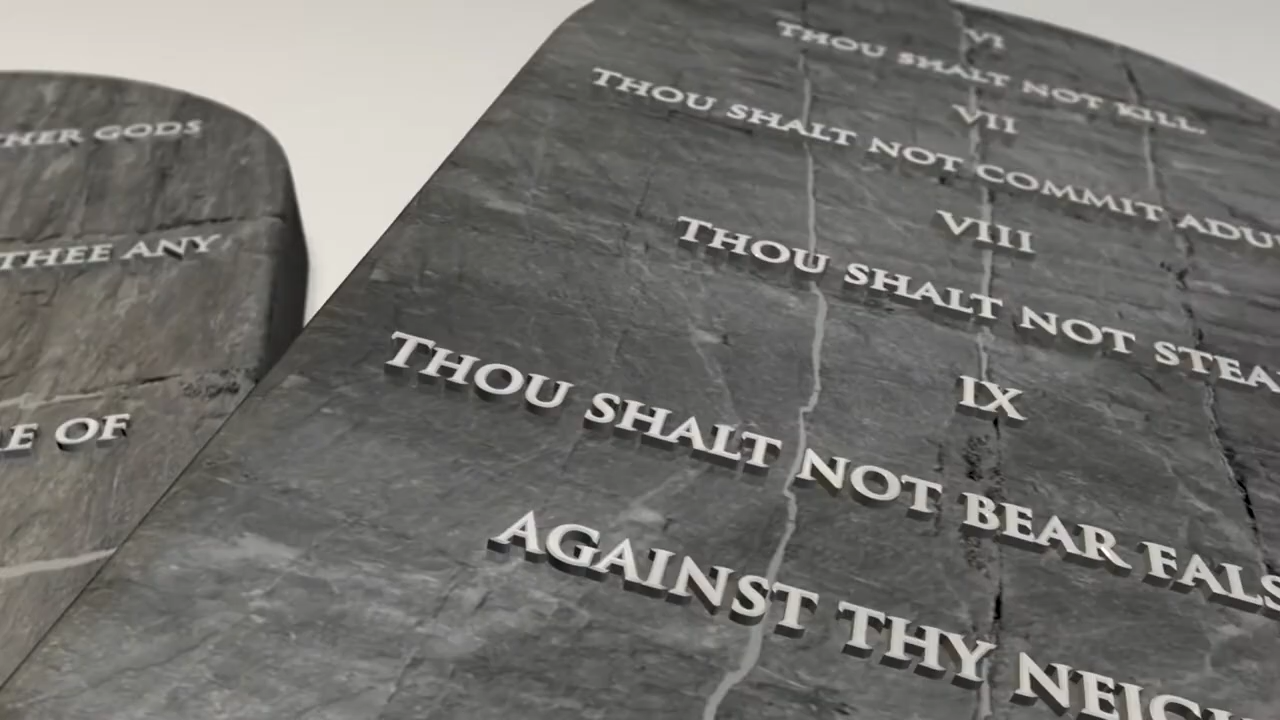 GODS
THEE ANY
OF
VI
THOU SHALT NOT KILL.
VII
THOU SHALT NOT COMMIT
VIII
THOU SHALT NOT
IX
THOU SHALT NOT BEAR
AGAINST THY